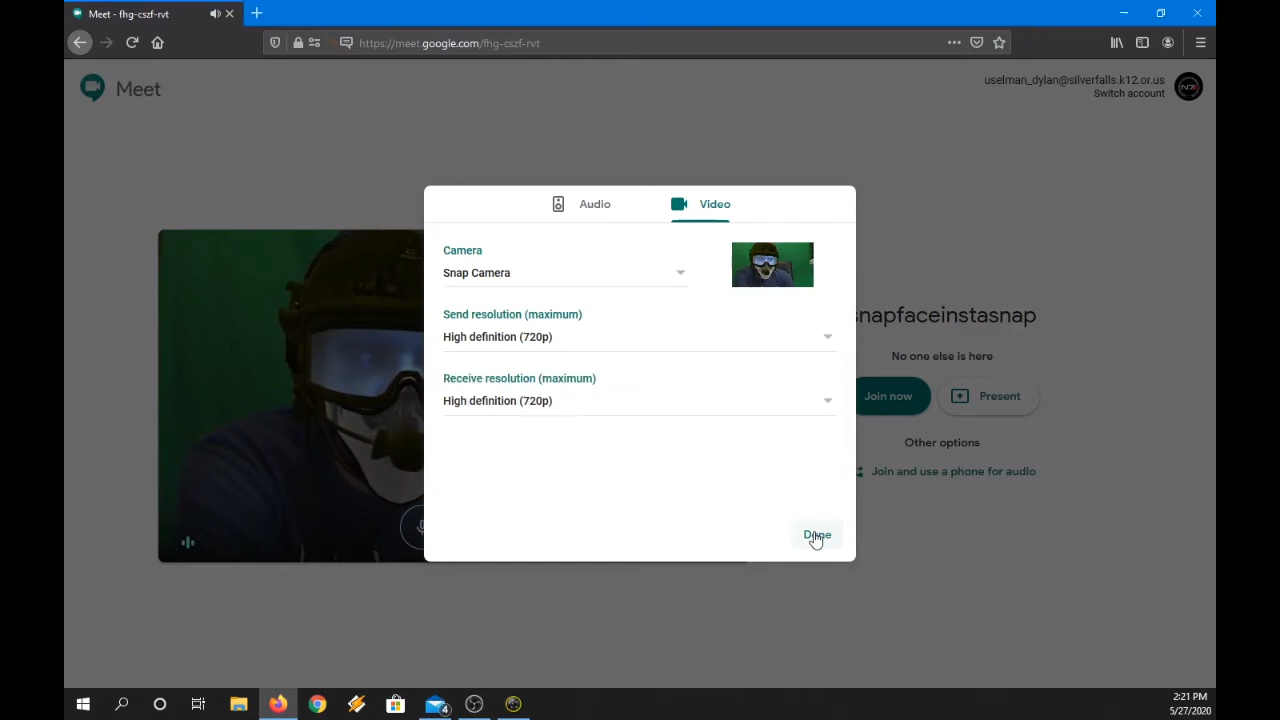 Meet - fhg-cszf-rvt
https://meet.google.com/fhg-cszf-rvt
Meet
uselman_dylan@silverfalls.k12.or.us
Switch account
N7
Audio
Video
Camera
Snap Camera
Send resolution (maximum)
High definition (720p)
Receive resolution (maximum)
High definition (720p)
Done
snapfaceinstasnap
No one else is here
Join now
Present
Other options
Join and use a phone for audio
4
2:21 PM
5/27/2020